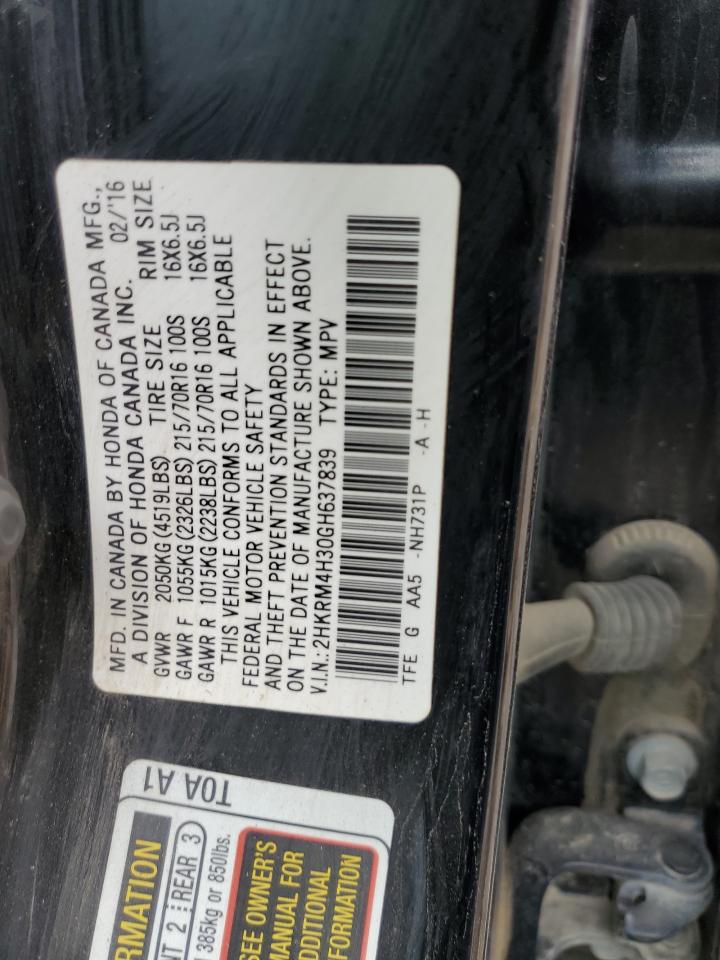 MFD. IN CANADA BY HONDA OF CANADA MFG.,
A DIVISION OF HONDA CANADA INC. 02/'16
GVWR 2050KG(4519LBS) TIRE SIZE RIM SIZE
GAWR F 1055KG(2326LBS) 215/70R16 100S 16X6.5J
GAWR R 1015KG(2238LBS) 215/70R16 100S 16X6.5J
THIS VEHICLE CONFORMS TO ALL APPLICABLE
FEDERAL MOTOR VEHICLE SAFETY
AND THEFT PREVENTION STANDARDS IN EFFECT
ON THE DATE OF MANUFACTURE SHOWN ABOVE.
V.I.N.: 2HKRM4H30GH637839 TYPE: MPV
TFE G AA5 -NH731P -A -H
TOA A1
RMATION
NT 2 REAR 3
385kg or 850lbs.
SEE OWNER'S
MANUAL FOR
ADDITIONAL
FORMATION